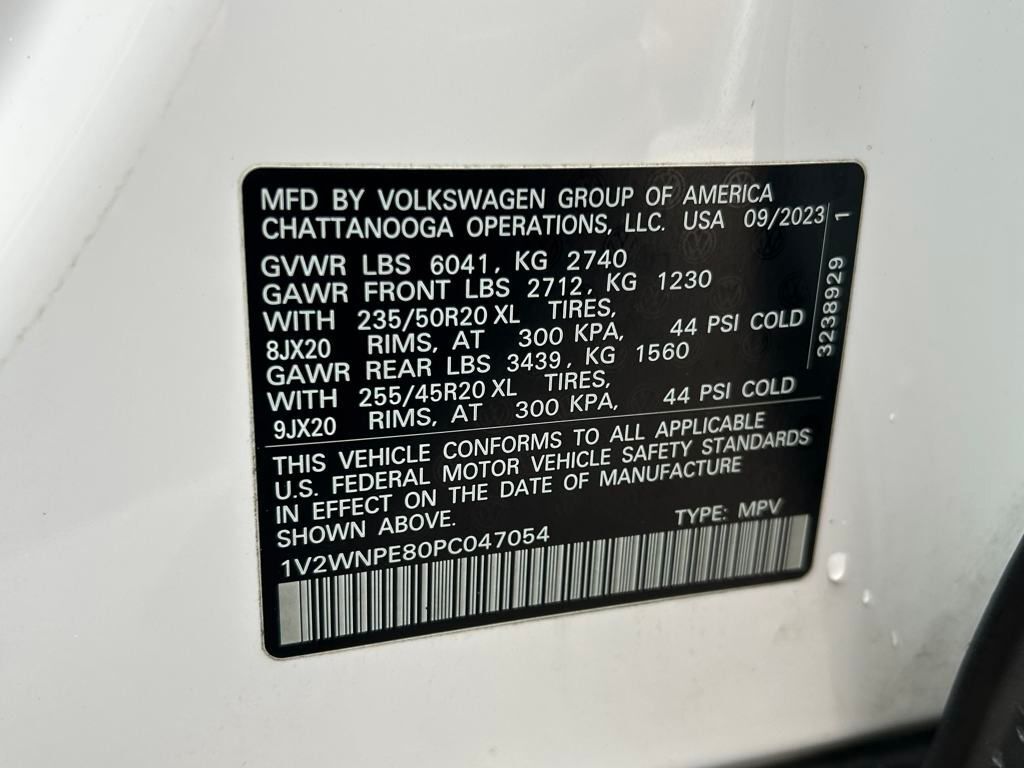 MFD BY VOLKSWAGEN GROUP OF AMERICA
CHATTANOOGA OPERATIONS, LLC. USA 09/2023
GVWR LBS 6041, KG 2740
GAWR FRONT LBS 2712, KG 1230
WITH 235/50R20 XL TIRES,
8JX20 RIMS, AT 300 KPA, 44 PSI COLD
GAWR REAR LBS 3439, KG 1560
WITH 255/45R20 XL TIRES,
9JX20 RIMS, AT 300 KPA, 44 PSI COLD
3238929 1
THIS VEHICLE CONFORMS TO ALL APPLICABLE
U.S. FEDERAL MOTOR VEHICLE SAFETY STANDARDS
IN EFFECT ON THE DATE OF MANUFACTURE
SHOWN ABOVE.
TYPE: MPV
1V2WNPE80PC047054